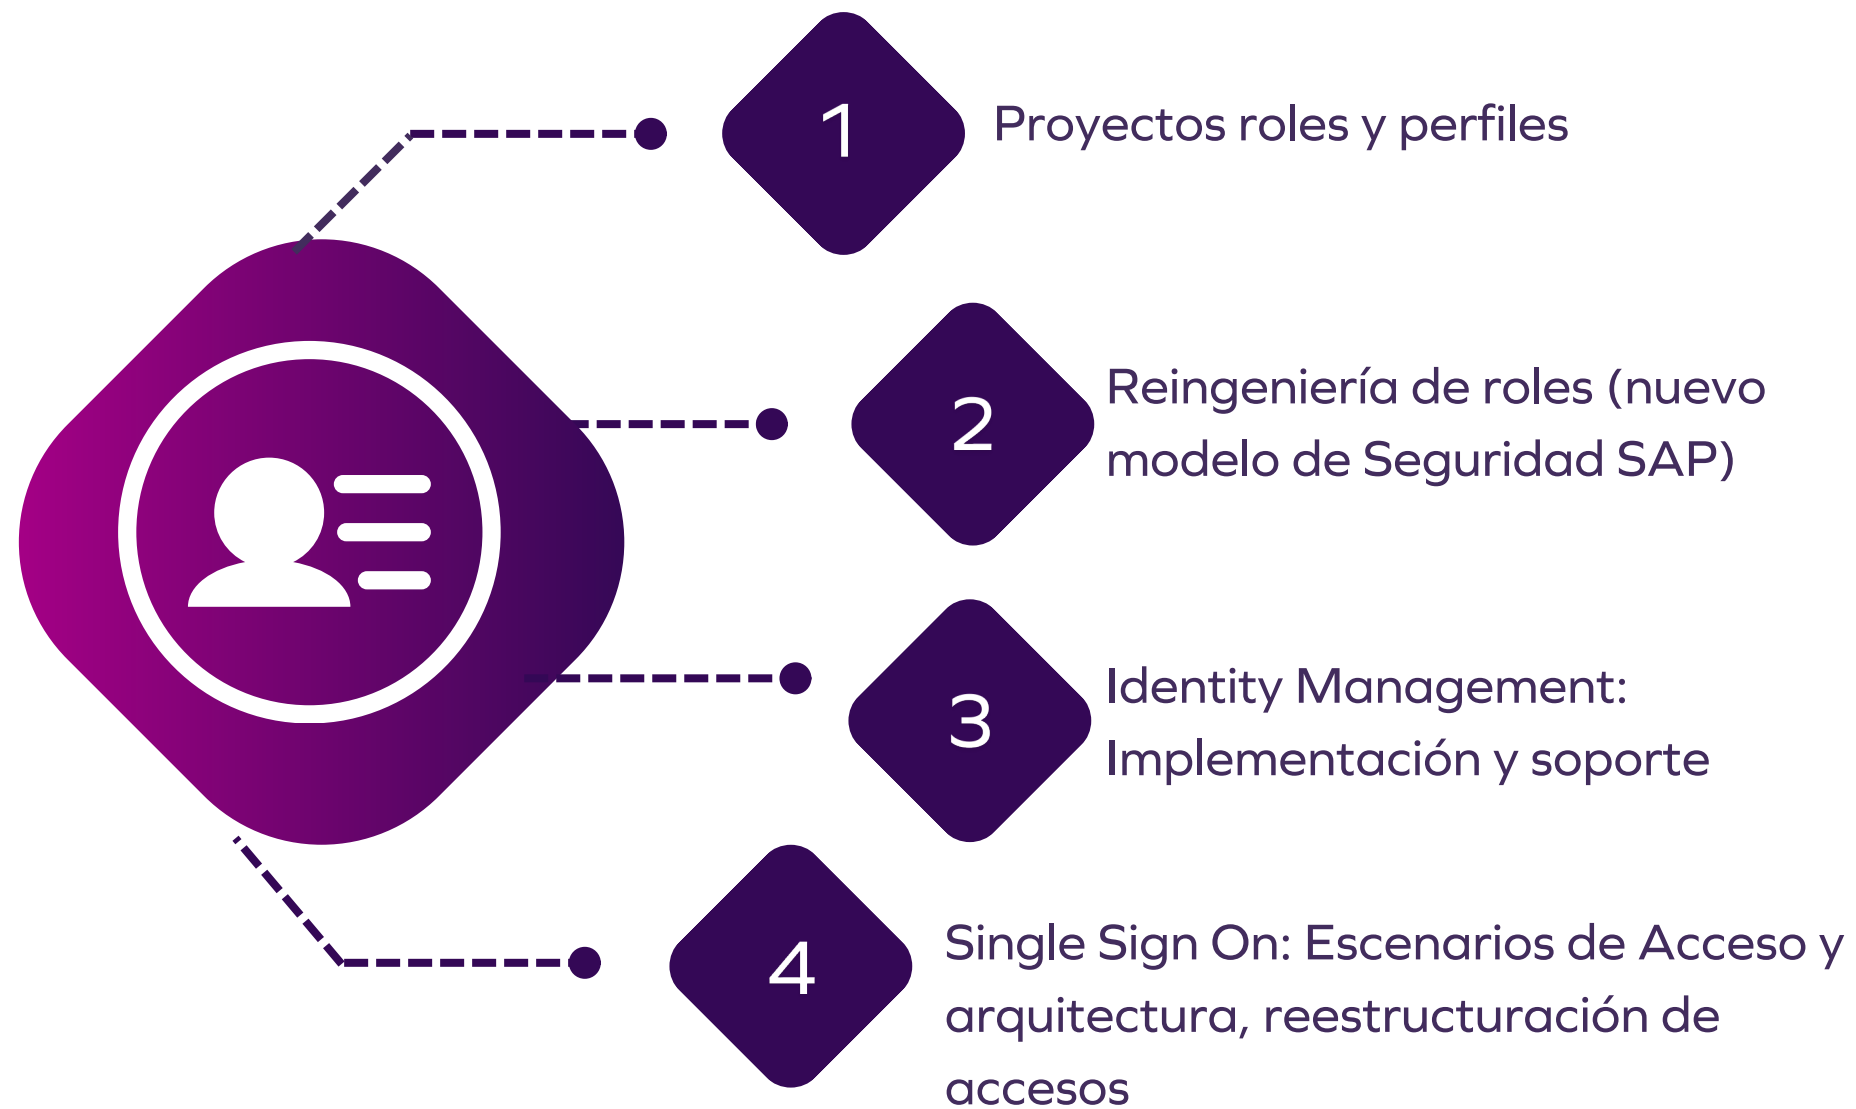 1
Proyectos roles y perfiles
2
Reingeniería de roles (nuevo
modelo de Seguridad SAP)
3
Identity Management:
Implementación y soporte
4
Single Sign On: Escenarios de Acceso y
arquitectura, reestructuración de
accesos